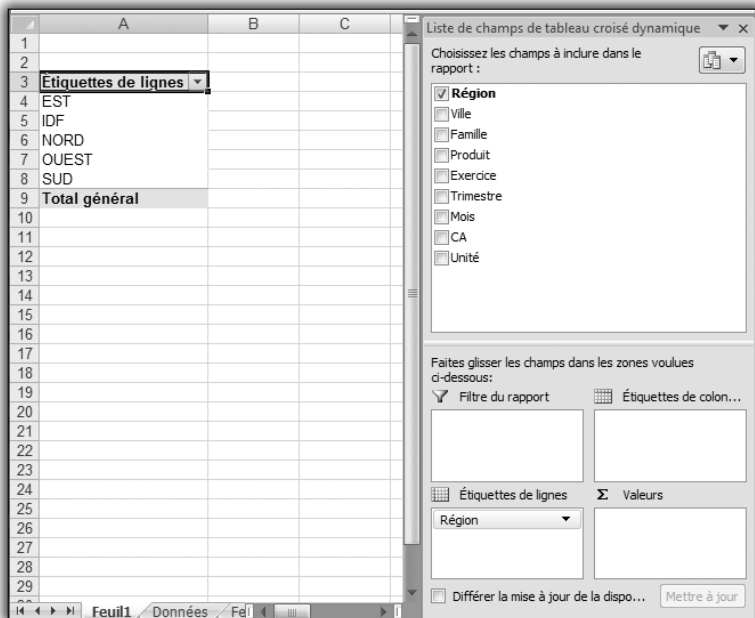 A B C
1
2
3 Étiquettes de lignes
4 EST
5 IDF
6 NORD
7 OUEST
8 SUD
9 Total général
10
11
12
13
14
15
16
17
18
19
20
21
22
23
24
25
26
27
28
29
Feuil1 Données Fe
Liste de champs de tableau croisé dynamique
Choisissez les champs à inclure dans le
rapport :
Région
Ville
Famille
Produit
Exercice
Trimestre
Mois
CA
Unité
Faites glisser les champs dans les zones voulues
ci-dessous:
Filtre du rapport
Étiquettes de colon...
Étiquettes de lignes
Σ Valeurs
Région
Différer la mise à jour de la dispo...
Mettre à jour